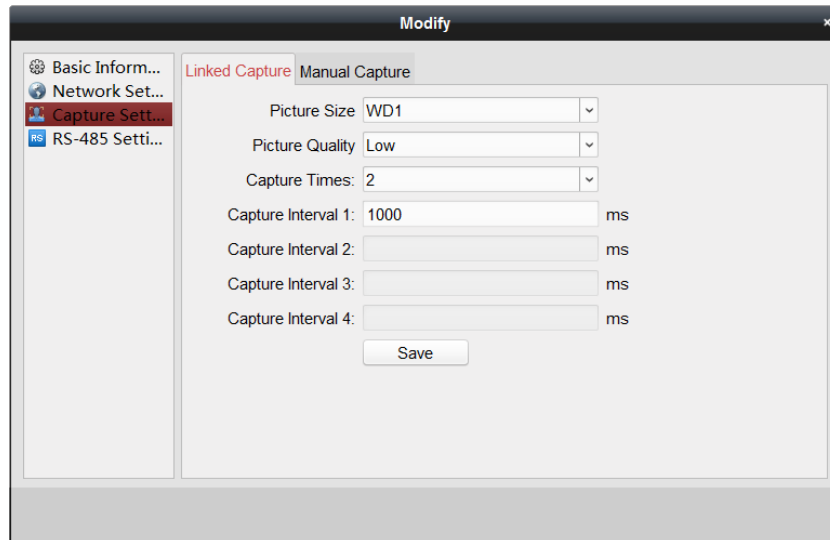 Modify
×
Basic Inform...
Network Set...
Capture Sett...
RS RS-485 Setti...
Linked Capture Manual Capture
Picture Size WD1
Picture Quality Low
Capture Times: 2
Capture Interval 1: 1000 ms
Capture Interval 2: ms
Capture Interval 3: ms
Capture Interval 4: ms
Save